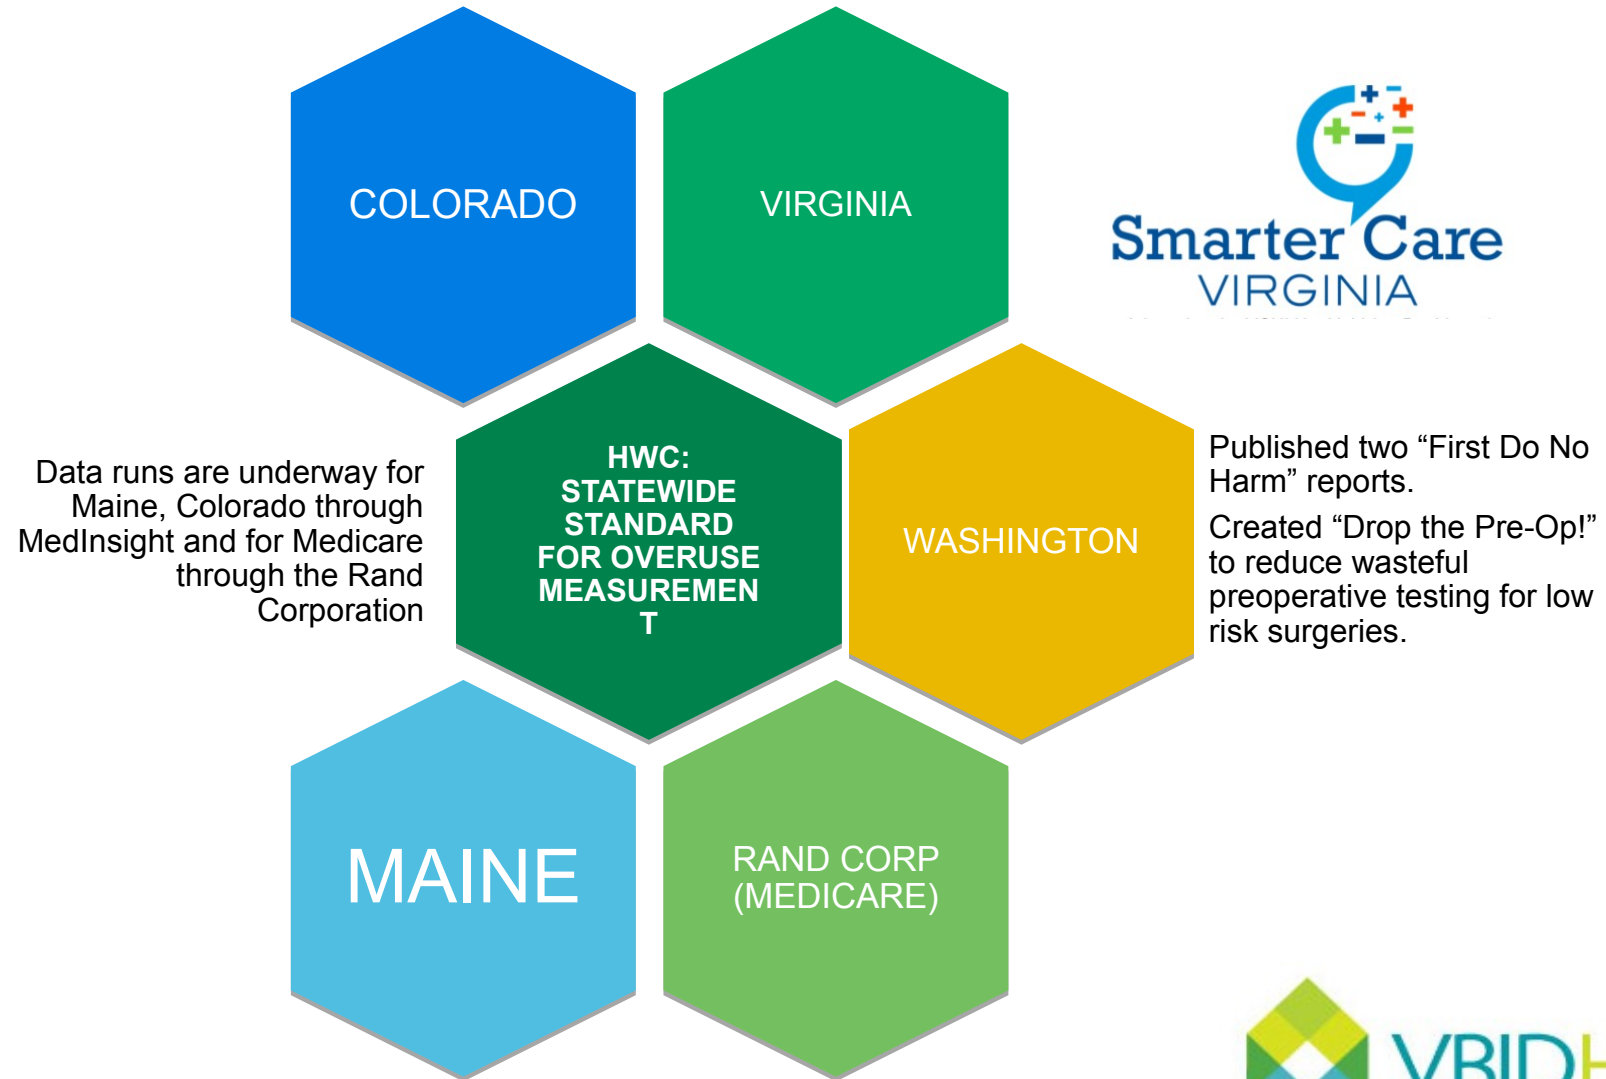 COLORADO
VIRGINIA
Smarter Care
VIRGINIA
Data runs are underway for
Maine, Colorado through
MedInsight and for Medicare
through the Rand
Corporation
HWC:
STATEWIDE
STANDARD
FOR OVERUSE
MEASUREMEN
T
WASHINGTON
Published two “First Do No
Harm” reports.
Created “Drop the Pre-Op!”
to reduce wasteful
preoperative testing for low
risk surgeries.
MAINE
RAND CORP
(MEDICARE)
VBIDH